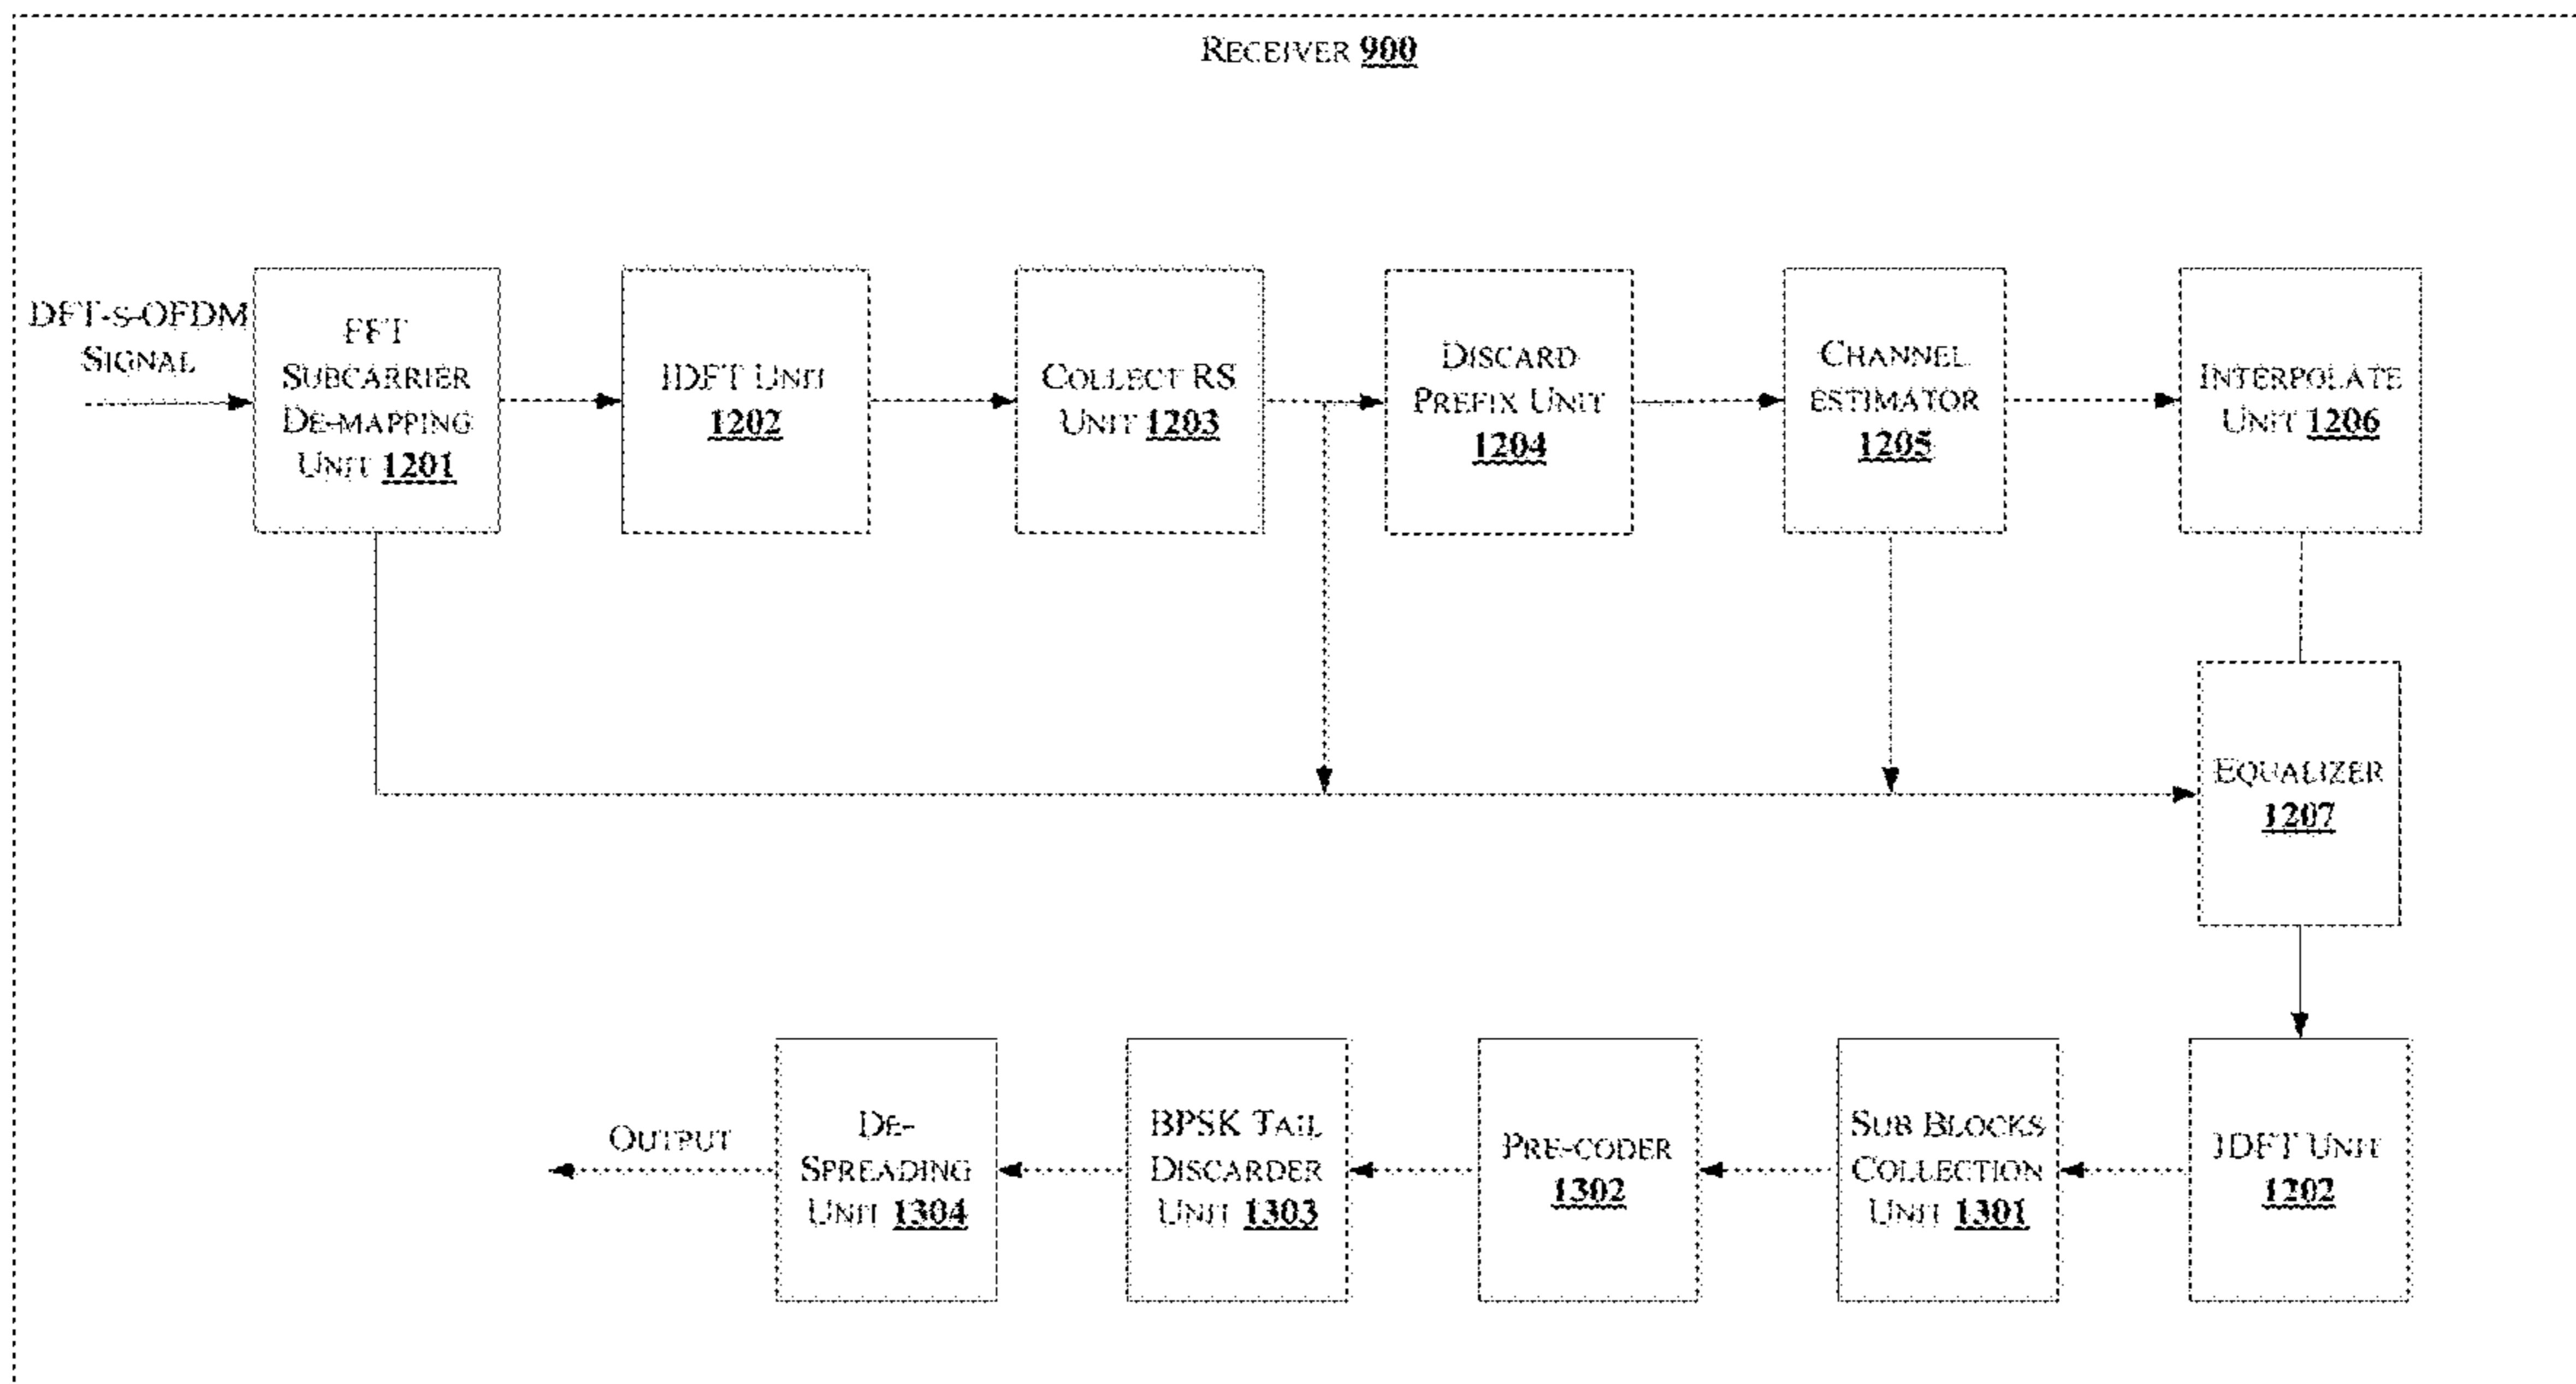 RECEIVER 900
DFT-S-OFDM
SIGNAL
FFT
SUBCARRIER
DE-MAPPING
UNIT 1201
IDFT UNIT
1202
COLLECT RS
UNIT 1203
DISCARD
PREFIX UNIT
1204
CHANNEL
ESTIMATOR
1205
INTERPOLATE
UNIT 1206
EQUALIZER
1207
OUTPUT
DE-
SPREADING
UNIT 1304
BPSK TAIL
DISCARDER
UNIT 1303
PRE-CODER
1302
SUB BLOCKS
COLLECTION
UNIT 1301
IDFT UNIT
1202